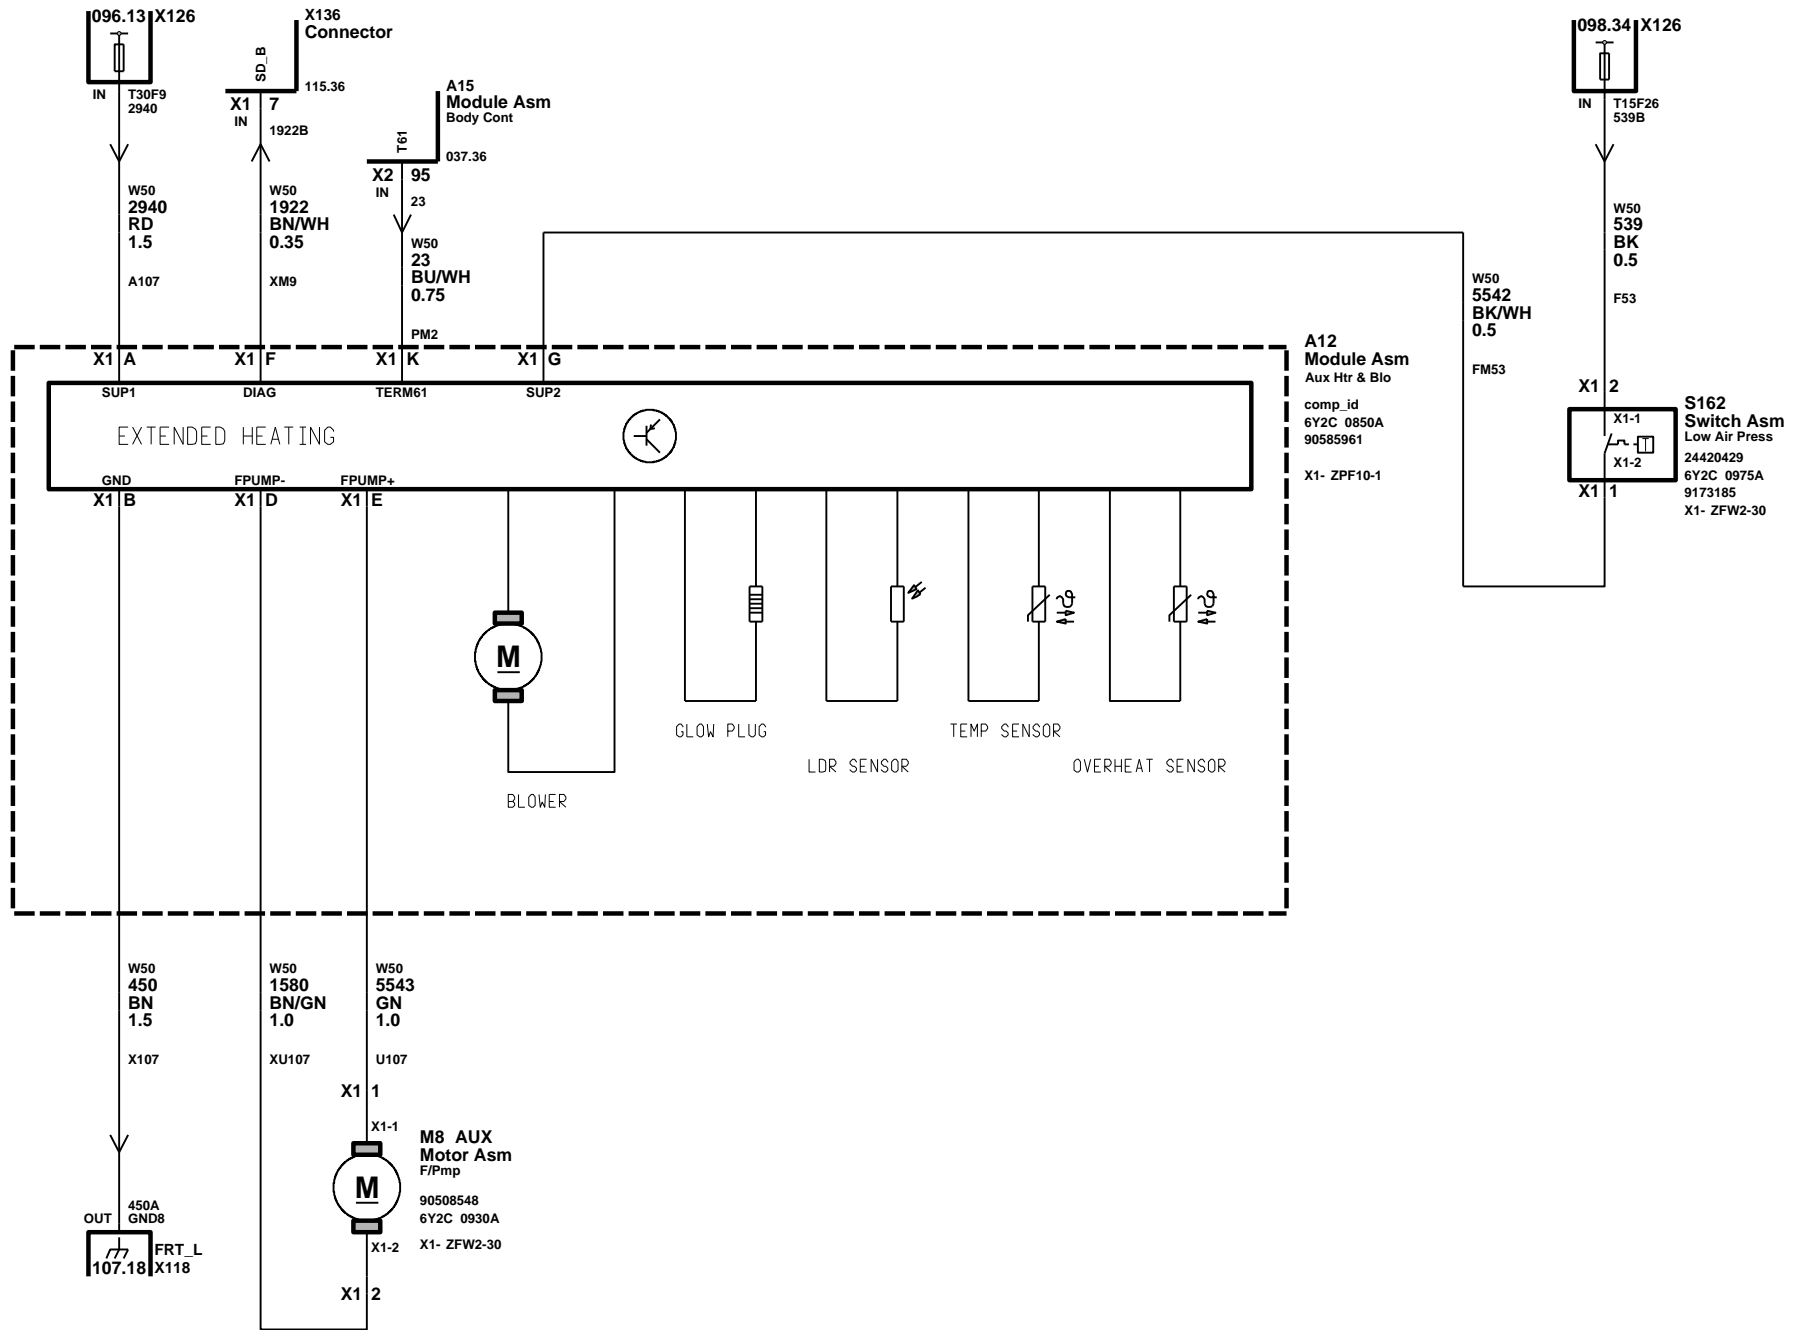 096.13 X126
IN T30F9
2940
X136
Connector
SD_B
115.36
X1 7
IN
1922B
A15
Module Asm
Body Cont
T61
037.36
X2 95
IN
23
098.34 X126
IN T15F26
539B
W50
2940
RD
1.5
A107
W50
1922
BN/WH
0.35
XM9
W50
23
BU/WH
0.75
PM2
W50
5542
BK/WH
0.5
FM53
W50
539
BK
0.5
F53
X1 A
X1 F
X1 K
X1 G
SUP1
DIAG
TERM61
SUP2
EXTENDED HEATING
GND
FPUMP-
FPUMP+
X1 B
X1 D
X1 E
A12
Module Asm
Aux Htr & Blo
comp_id
6Y2C 0850A
90585961
X1- ZPF10-1
X1 2
X1-1
X1-2
X1 1
S162
Switch Asm
Low Air Press
24420429
6Y2C 0975A
9173185
X1- ZFW2-30
M
GLOW PLUG
TEMP SENSOR
LDR SENSOR
OVERHEAT SENSOR
BLOWER
W50
450
BN
1.5
X107
W50
1580
BN/GN
1.0
XU107
W50
5543
GN
1.0
U107
X1 1
X1-1
M
M8 AUX
Motor Asm
F/Pmp
90508548
6Y2C 0930A
X1- ZFW2-30
X1-2
X1 2
450A
OUT GND8
FRT_L
107.18 X118